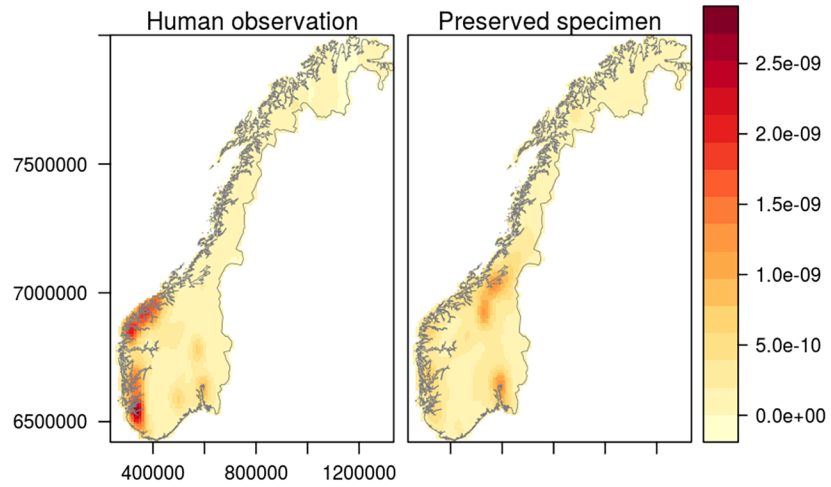 Human observation
Preserved specimen
7500000
7000000
6500000
400000
800000
1200000
2.5e-09
2.0e-09
1.5e-09
1.0e-09
5.0e-10
0.0e+00